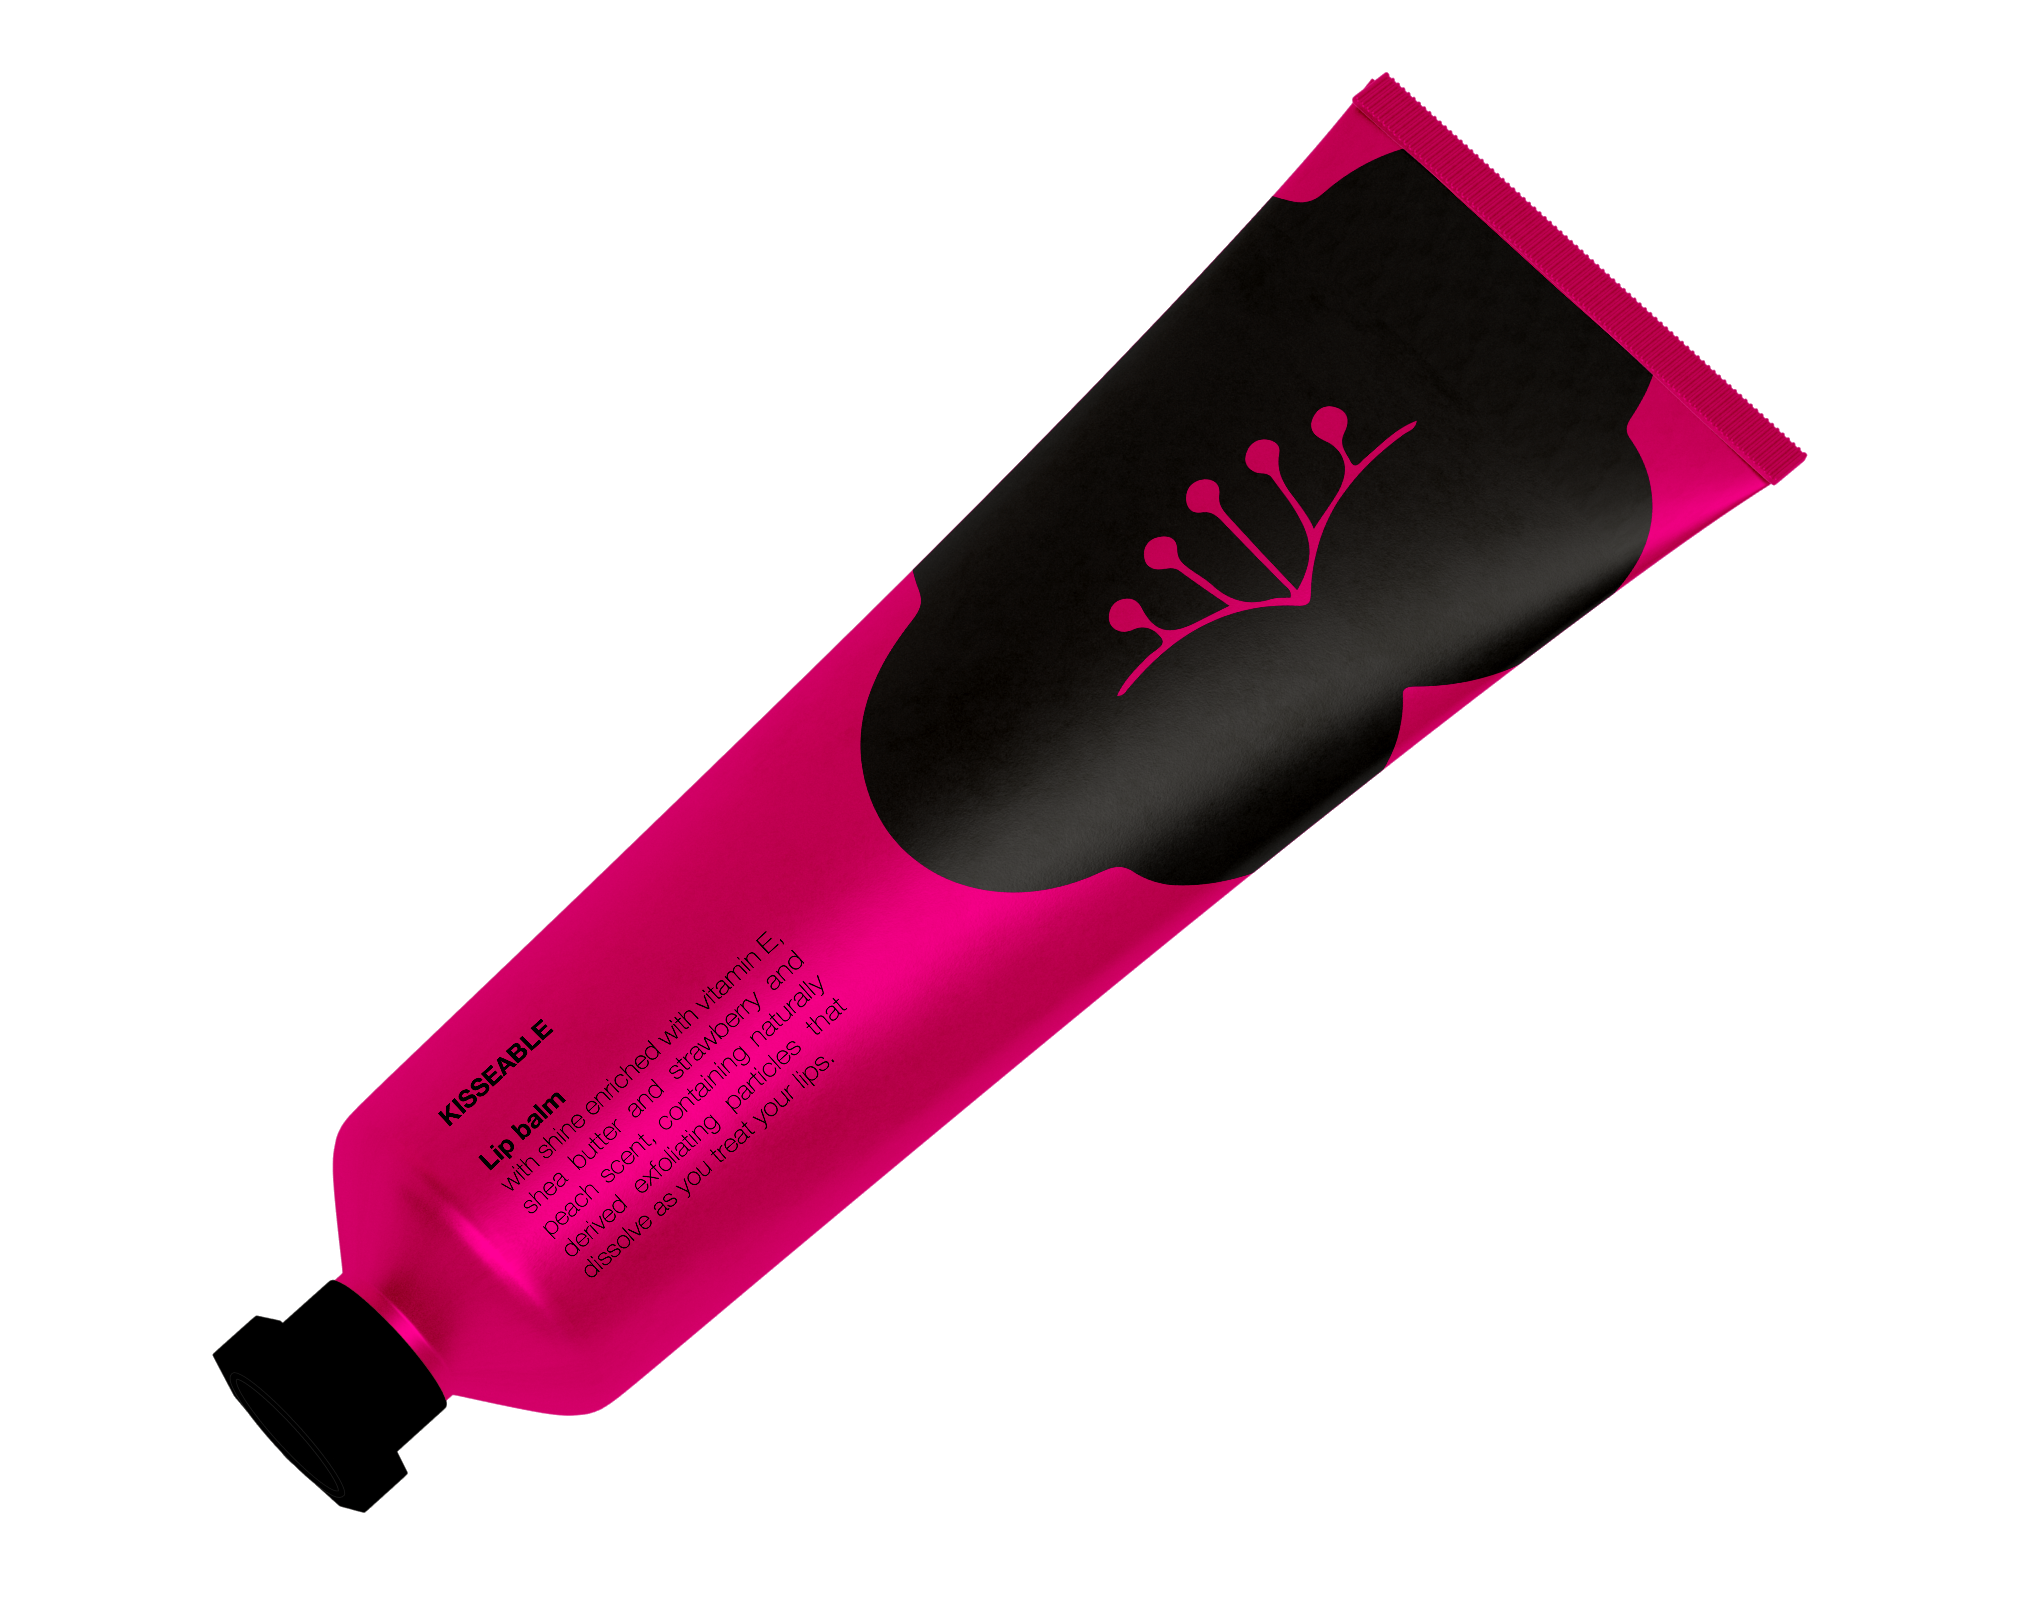 KISSEABLE
Lip balm
with shine enriched with vitamin E,
shea butter and strawberry and
peach scent, containing naturally
derived exfoliating particles that
dissolve as you treat your lips.